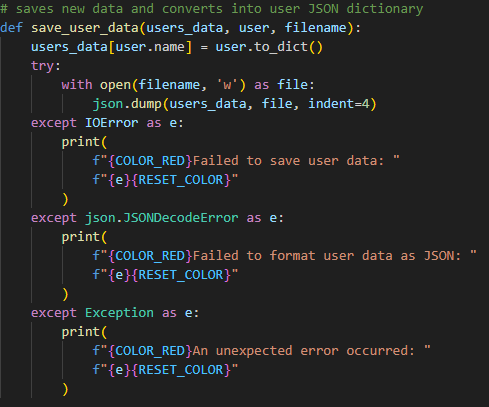 # saves new data and converts into user JSON dictionary
def save_user_data(users_data, user, filename):
    users_data[user.name] = user.to_dict()
    try:
        with open(filename, 'w') as file:
            json.dump(users_data, file, indent=4)
    except IOError as e:
        print(
            f"{COLOR_RED}Failed to save user data: "
            f"{e}{RESET_COLOR}"
        )
    except json.JSONDecodeError as e:
        print(
            f"{COLOR_RED}Failed to format user data as JSON: "
            f"{e}{RESET_COLOR}"
        )
    except Exception as e:
        print(
            f"{COLOR_RED}An unexpected error occurred: "
            f"{e}{RESET_COLOR}"
        )